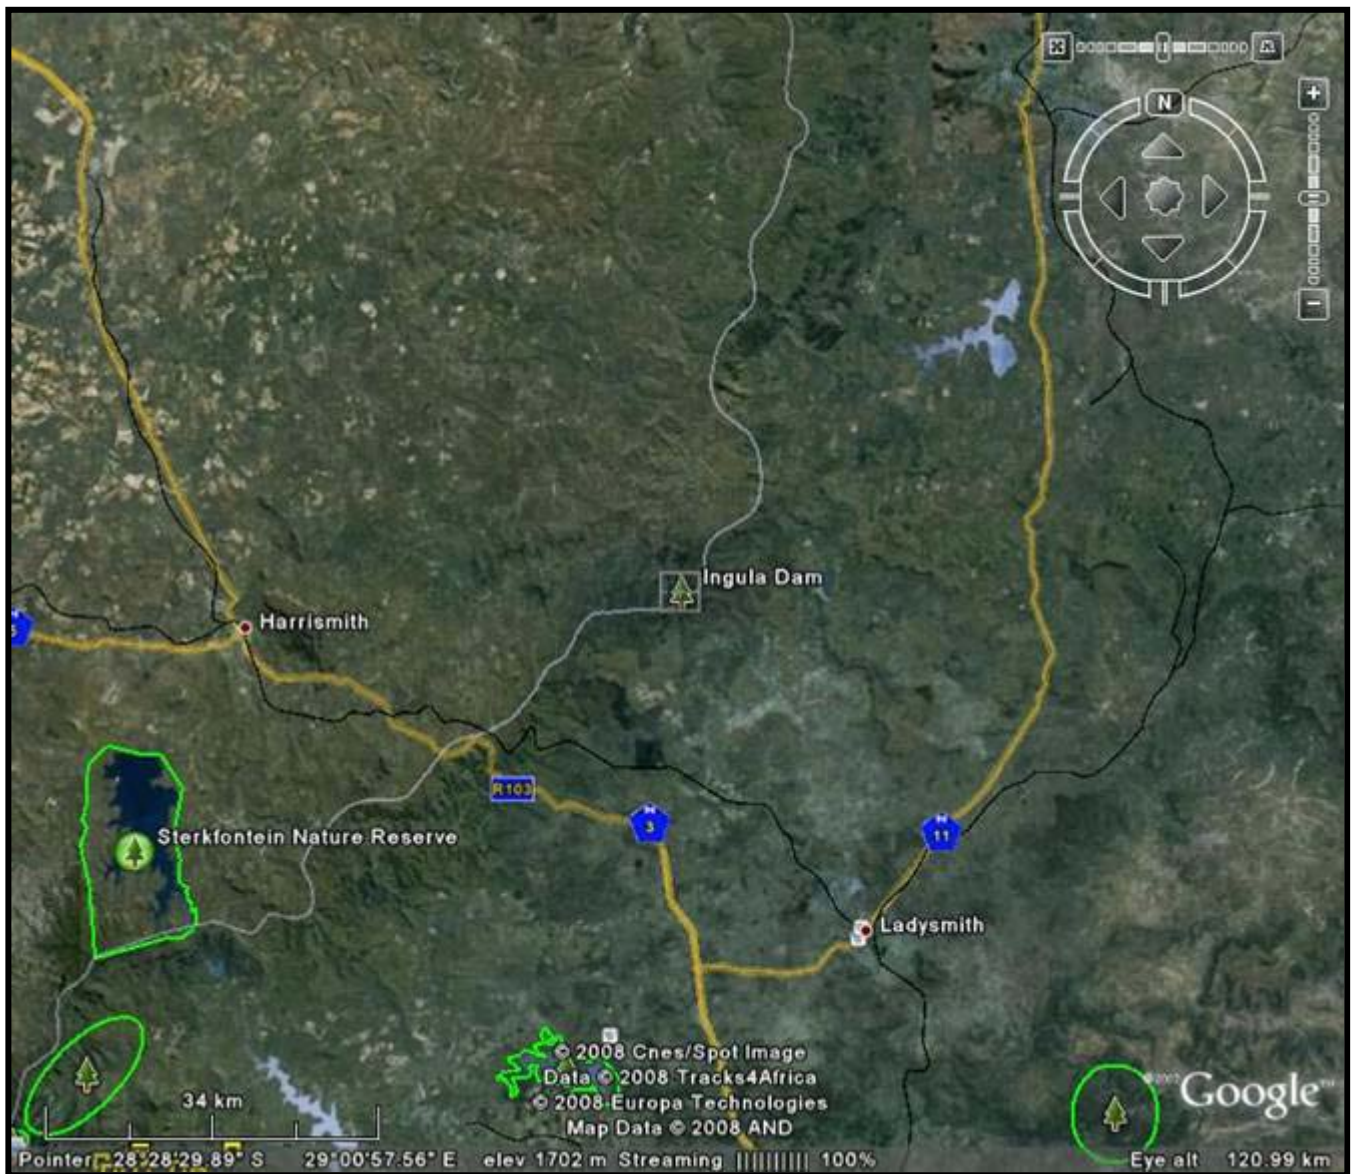 N
Ingula Dam
Harrismith
5
R103
3
Sterkfontein Nature Reserve
11
Ladysmith
© 2008 Cnes/Spot Image
Data © 2008 Tracks4Africa
© 2008 Europa Technologies
Map Data © 2008 AND
34 km
Google
Pointer 28°28'29.89" S 29°00'57.56" E elev 1702 m Streaming |||||||||| 100% Eye alt 120.99 km